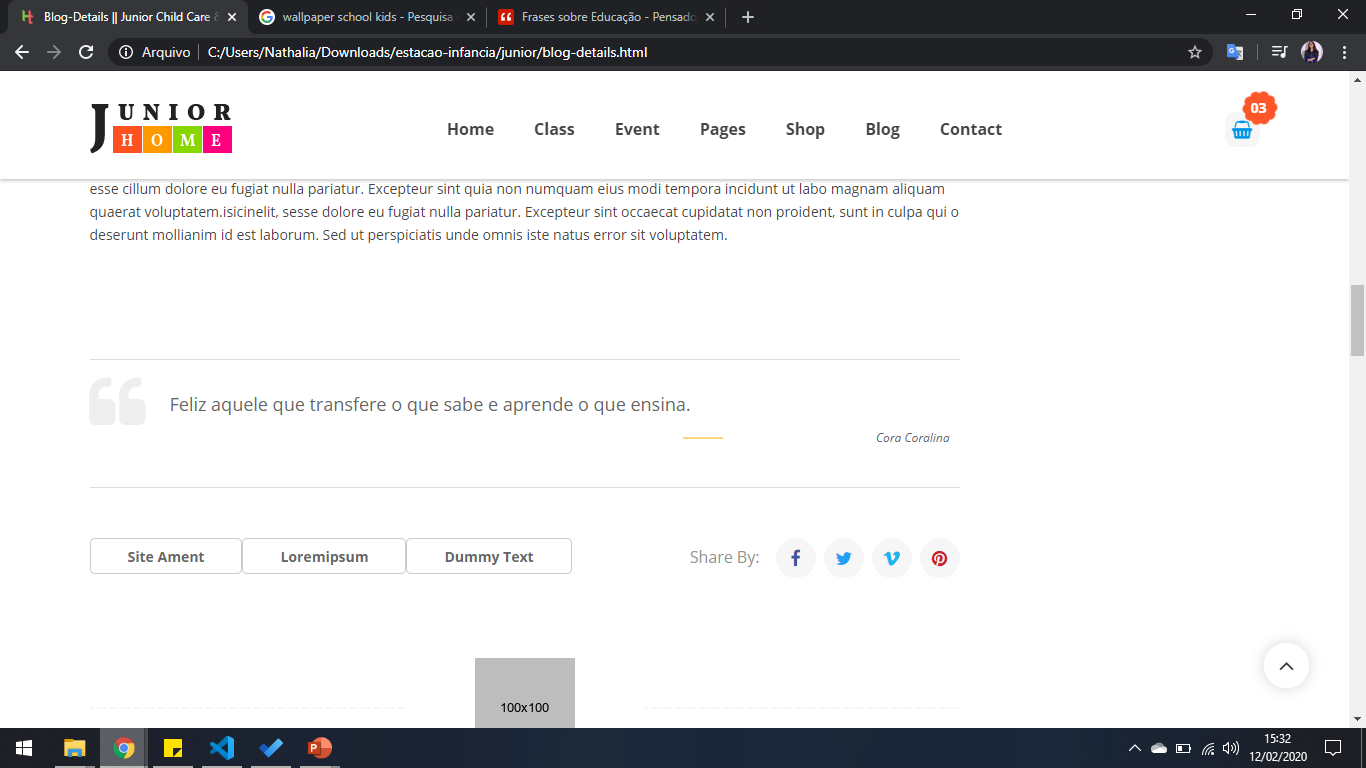 Blog-Details || Junior Child Care &
wallpaper school kids - Pesquisa
Frases sobre Educação - Pensado
Arquivo
C:/Users/Nathalia/Downloads/estacao-infancia/junior/blog-details.html
JUNIOR
HOME
Home Class Event Pages Shop Blog Contact
03
esse cillum dolore eu fugiat nulla pariatur. Excepteur sint quia non numquam eius modi tempora incidunt ut labo magnam aliquam
quaerat voluptatem.isicinelit, sesse dolore eu fugiat nulla pariatur. Excepteur sint occaecat cupidatat non proident, sunt in culpa qui o
deserunt mollianim id est laborum. Sed ut perspiciatis unde omnis iste natus error sit voluptatem.
Feliz aquele que transfere o que sabe e aprende o que ensina.
Cora Coralina
Site Ament Loremipsum Dummy Text Share By:
100x100
15:32
12/02/2020